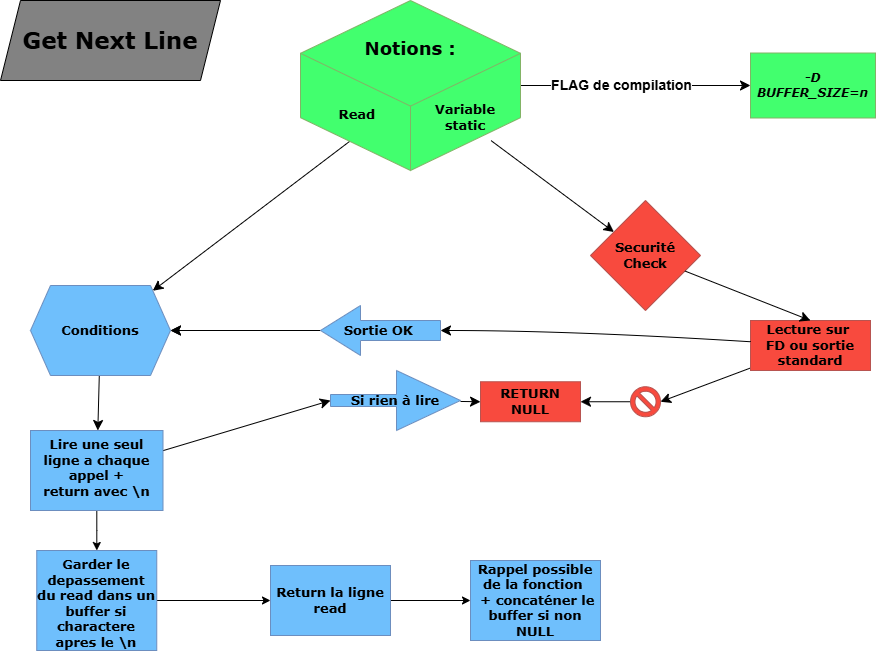 Get Next Line
Notions :
Read
Variable
static
FLAG de compilation
-D
BUFFER_SIZE=n
Securité
Check
Conditions
Sortie OK
Lecture sur
FD ou sortie
standard
Si rien à lire
RETURN
NULL
Lire une seul
ligne a chaque
appel +
return avec \n
Garder le
depassement
du read dans un
buffer si
charactere
apres le \n
Return la ligne
read
Rappel possible
de la fonction
+ concaténer le
buffer si non
NULL